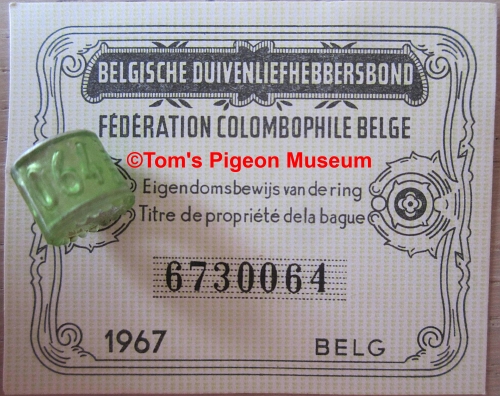 BELGISCHE DUIVENLIEFHEBBERSBOND
FÉDÉRATION COLOMBOPHILE BELGE
064
©Tom's Pigeon Museum
Eigendomsbewijs van de ring
Titre de propriété de la bague
6730064
1967 BELG